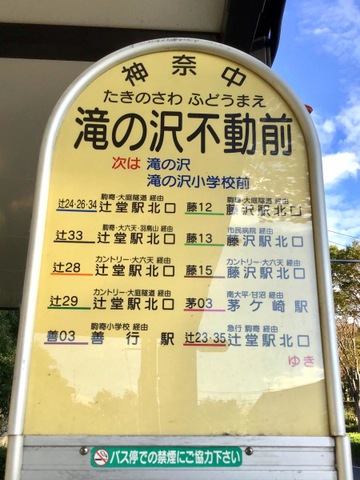 神奈中
たきのさわ ふどうまえ
滝の沢不動前
次は 滝の沢
滝の沢小学校前
駒寄・大庭隧道 経由
辻24・26・34 辻堂駅北口
駒寄・大庭隧道 経由
藤12 藤沢駅北口
駒寄・大六天・羽鳥山 経由
辻33 辻堂駅北口
市民病院 経由
藤13 藤沢駅北口
カントリー・大六天 経由
辻28 辻堂駅北口
カントリー・大六天 経由
藤15 藤沢駅北口
カントリー・大庭隧道 経由
辻29 辻堂駅北口
南大平・甘沼 経由
茅03 茅ヶ崎駅
駒寄小学校 経由
善03 善行駅
急行 駒寄 経由
辻23・35 辻堂駅北口
ゆき
バス停での禁煙にご協力下さい